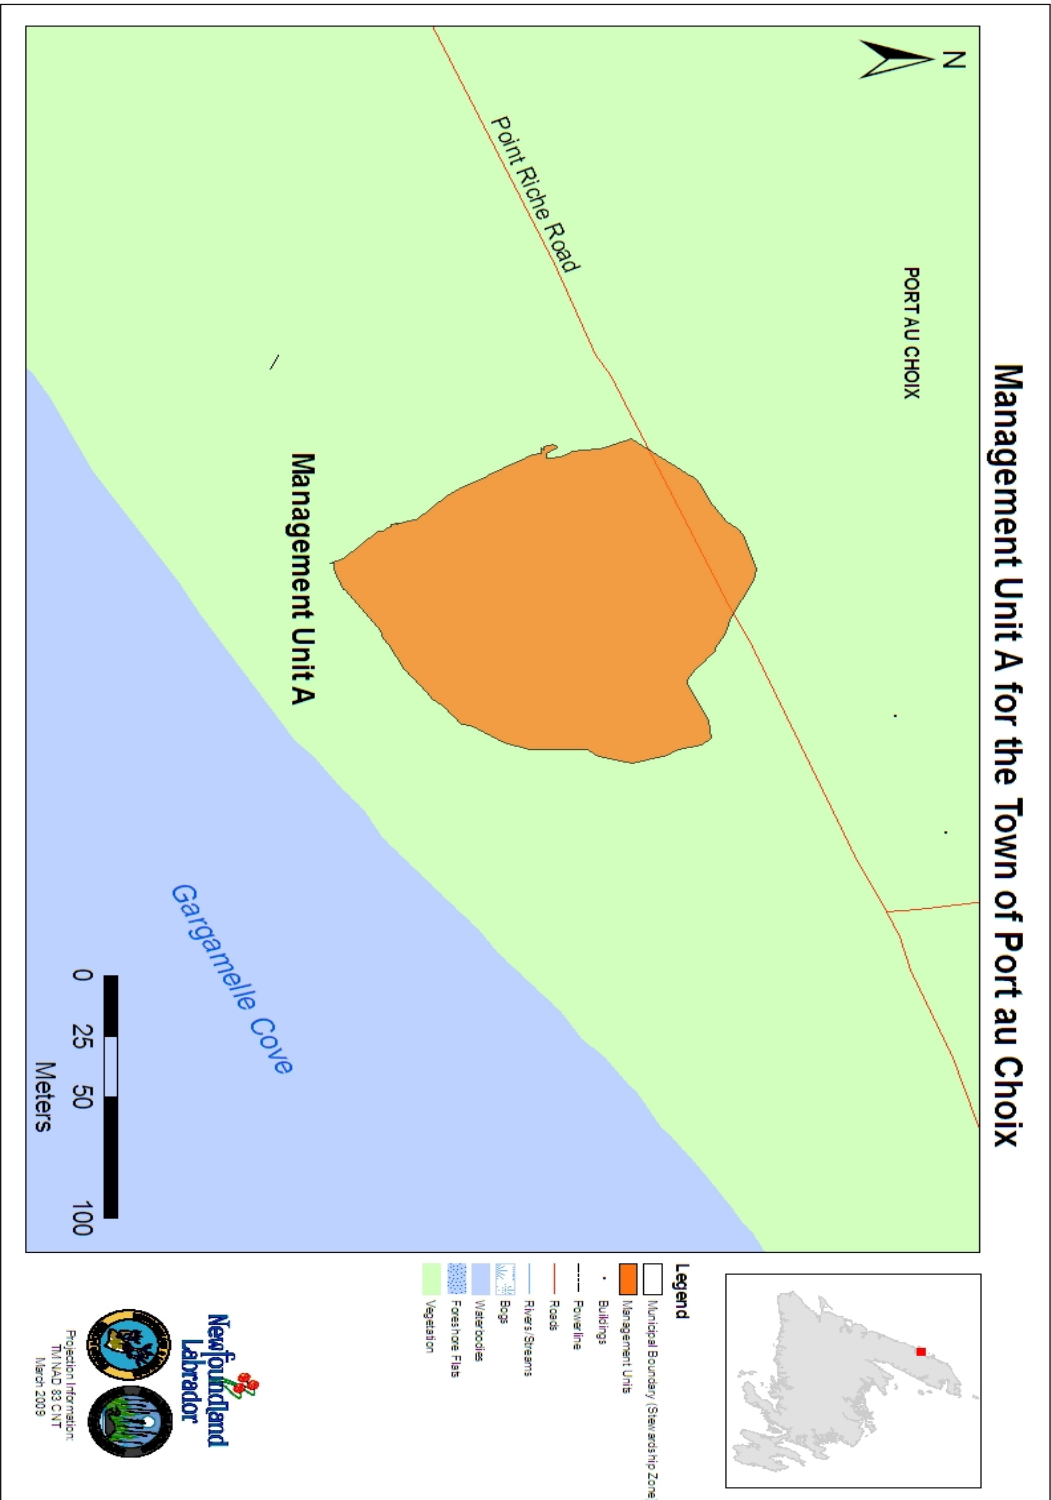 Management Unit A for the Town of Port au Choix
N
PORT AU CHOIX
Point Riche Road
Management Unit A
Gargamelle Cove
0 25 50 100
Meters
Legend
Municipal Boundary (Stewardship Zone
Management Units
Buildings
Powerline
Roads
Rivers/Streams
Bogs
Waterbodies
Foreshore Flats
Vegetation
Newfoundland
Labrador
Projection Information:
TM NAD 83 CNT
March 2009